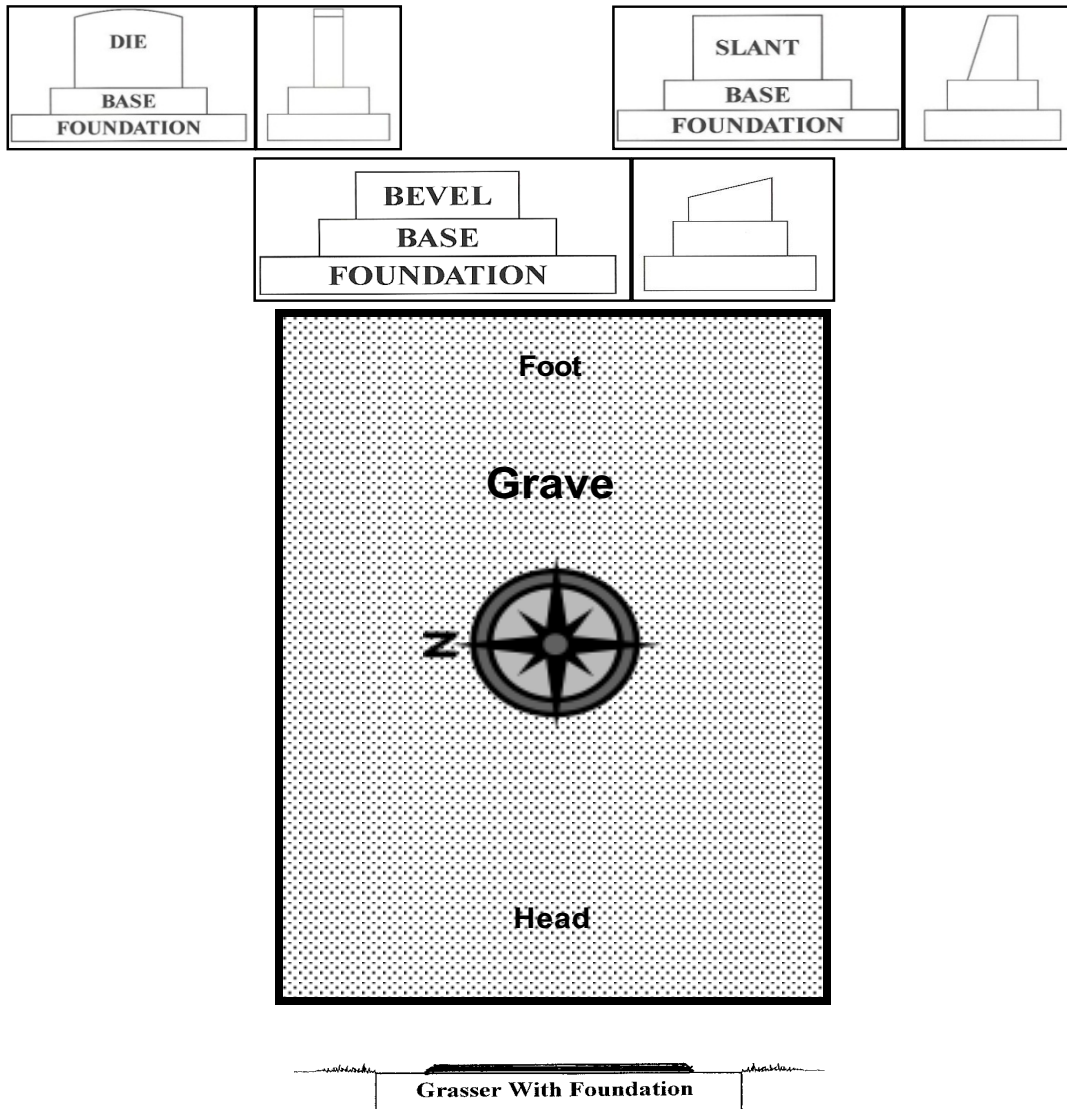 DIE
BASE
FOUNDATION
SLANT
BASE
FOUNDATION
BEVEL
BASE
FOUNDATION
Foot
Grave
N
Head
Grasser With Foundation